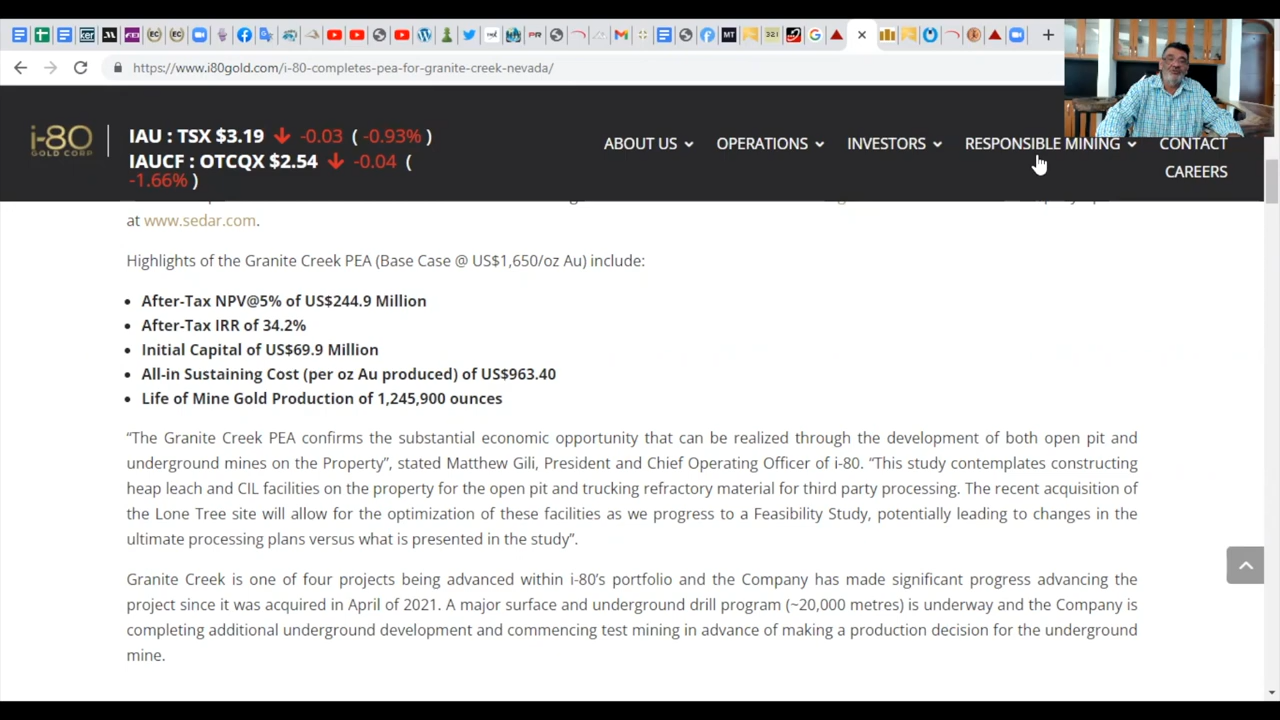 https://www.i80gold.com/i-80-completes-pea-for-granite-creek-nevada/
i-80
GOLD CORP
IAU : TSX $3.19 -0.03 ( -0.93% )
IAUCF : OTCQX $2.54 -0.04 (
-1.66% )
ABOUT US OPERATIONS INVESTORS RESPONSIBLE MINING CONTACT
CAREERS
at www.sedar.com.
Highlights of the Granite Creek PEA (Base Case @ US$1,650/oz Au) include:
• After-Tax NPV@5% of US$244.9 Million
• After-Tax IRR of 34.2%
• Initial Capital of US$69.9 Million
• All-in Sustaining Cost (per oz Au produced) of US$963.40
• Life of Mine Gold Production of 1,245,900 ounces
“The Granite Creek PEA confirms the substantial economic opportunity that can be realized through the development of both open pit and
underground mines on the Property”, stated Matthew Gili, President and Chief Operating Officer of i-80. “This study contemplates constructing
heap leach and CIL facilities on the property for the open pit and trucking refractory material for third party processing. The recent acquisition of
the Lone Tree site will allow for the optimization of these facilities as we progress to a Feasibility Study, potentially leading to changes in the
ultimate processing plans versus what is presented in the study”.
Granite Creek is one of four projects being advanced within i-80’s portfolio and the Company has made significant progress advancing the
project since it was acquired in April of 2021. A major surface and underground drill program (~20,000 metres) is underway and the Company is
completing additional underground development and commencing test mining in advance of making a production decision for the underground
mine.